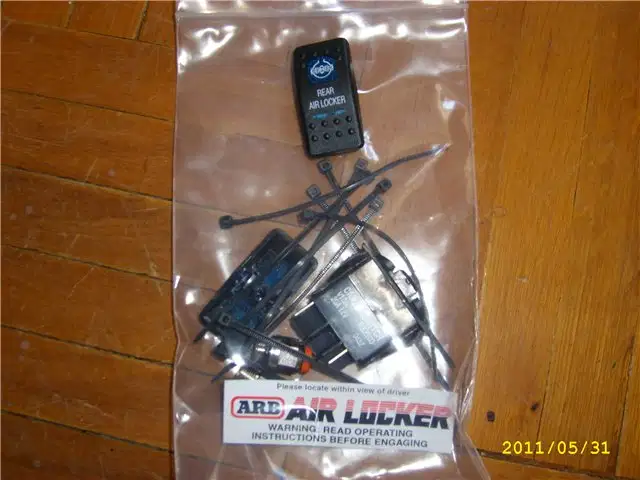 REAR
AIR LOCKER
Please locate within view of driver
ARB AIR LOCKER
WARNING: READ OPERATING
INSTRUCTIONS BEFORE ENGAGING
2011/05/31